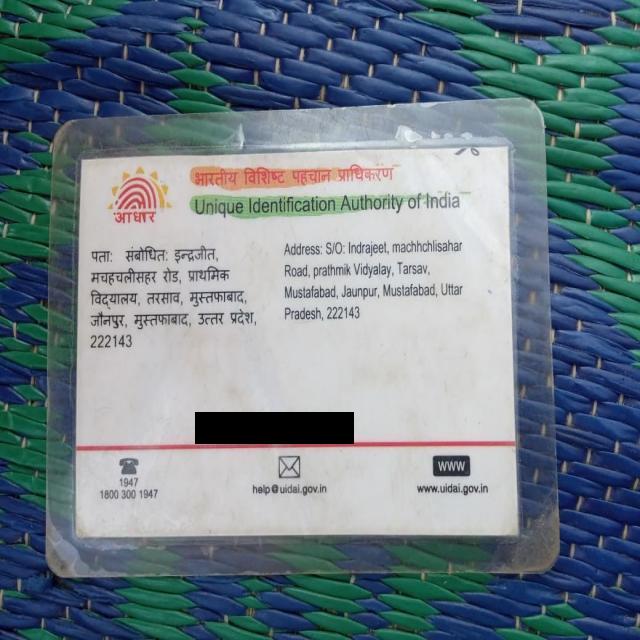 भारतीय विशिष्ट पहचान प्राधिकरण
Unique Identification Authority of India
आधार
पता: संबोधित: इन्द्रजीत,
मचहचलीसहर रोड, प्राथमिक
विद्यालय, तरसाव, मुस्तफाबाद,
जौनपुर, मुस्तफाबाद, उत्तर प्रदेश,
222143
Address: S/O: Indrajeet, machhchlisahar
Road, prathmik Vidyalay, Tarsav,
Mustafabad, Jaunpur, Mustafabad, Uttar
Pradesh, 222143
1947
1800 300 1947
help@uidai.gov.in
www
www.uidai.gov.in